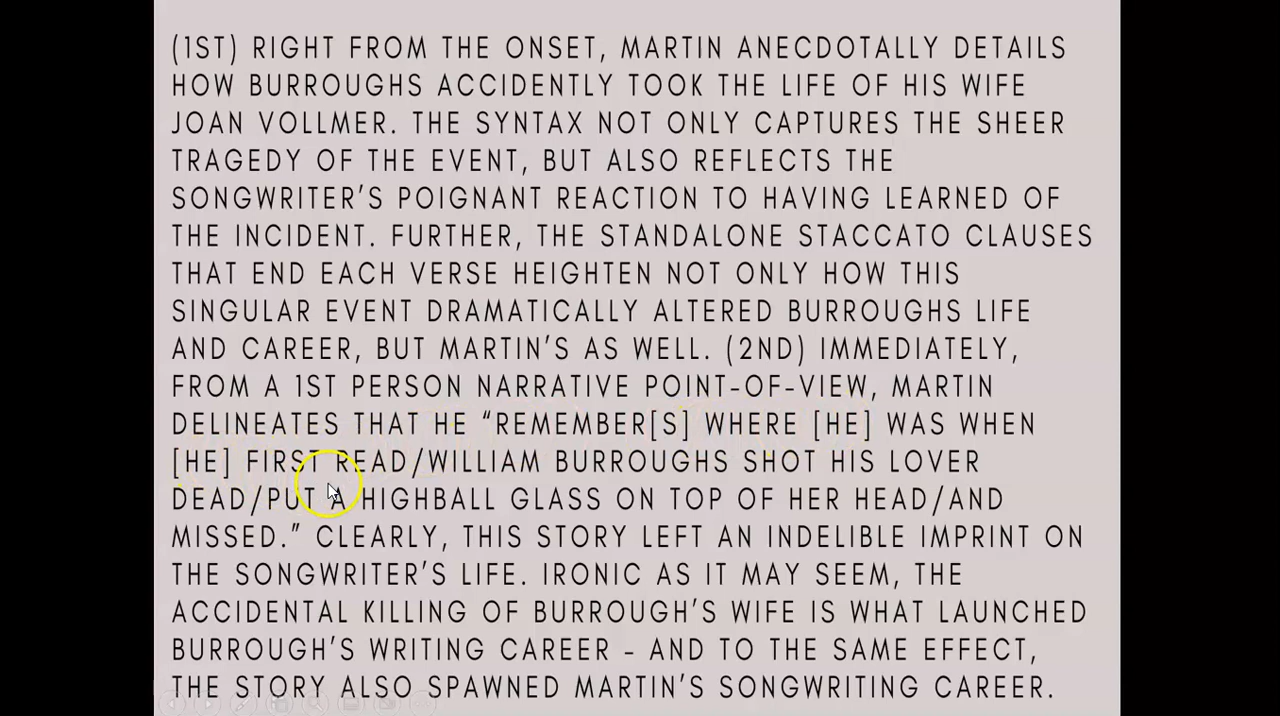 (1ST) RIGHT FROM THE ONSET, MARTIN ANECDOTALLY DETAILS
HOW BURROUGHS ACCIDENTLY TOOK THE LIFE OF HIS WIFE
JOAN VOLLMER. THE SYNTAX NOT ONLY CAPTURES THE SHEER
TRAGEDY OF THE EVENT, BUT ALSO REFLECTS THE
SONGWRITER'S POIGNANT REACTION TO HAVING LEARNED OF
THE INCIDENT. FURTHER, THE STANDALONE STACCATO CLAUSES
THAT END EACH VERSE HEIGHTEN NOT ONLY HOW THIS
SINGULAR EVENT DRAMATICALLY ALTERED BURROUGHS LIFE
AND CAREER, BUT MARTIN'S AS WELL. (2ND) IMMEDIATELY,
FROM A 1ST PERSON NARRATIVE POINT-OF-VIEW, MARTIN
DELINEATES THAT HE “REMEMBER[S] WHERE [HE] WAS WHEN
[HE] FIRST READ/WILLIAM BURROUGHS SHOT HIS LOVER
DEAD/PUT A HIGHBALL GLASS ON TOP OF HER HEAD/AND
MISSED.” CLEARLY, THIS STORY LEFT AN INDELIBLE IMPRINT ON
THE SONGWRITER'S LIFE. IRONIC AS IT MAY SEEM, THE
ACCIDENTAL KILLING OF BURROUGH'S WIFE IS WHAT LAUNCHED
BURROUGH'S WRITING CAREER - AND TO THE SAME EFFECT,
THE STORY ALSO SPAWNED MARTIN'S SONGWRITING CAREER.